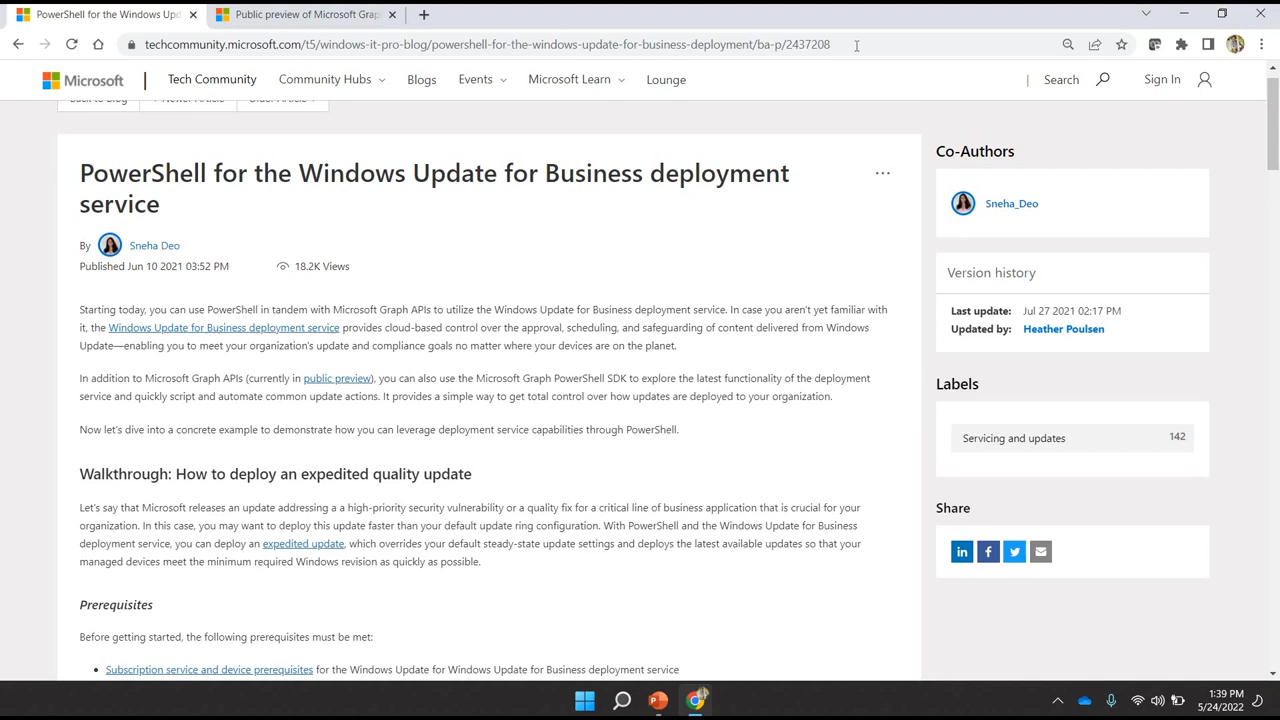 PowerShell for the Windows Upd
Public preview of Microsoft Grap
techcommunity.microsoft.com/t5/windows-it-pro-blog/powershell-for-the-windows-update-for-business-deployment/ba-p/2437208
Microsoft
Tech Community
Community Hubs
Blogs
Events
Microsoft Learn
Lounge
Search
Sign In
Back to Blog
Newer Article
Older Article
PowerShell for the Windows Update for Business deployment
service
By Sneha Deo
Published Jun 10 2021 03:52 PM 18.2K Views
Starting today, you can use PowerShell in tandem with Microsoft Graph APIs to utilize the Windows Update for Business deployment service. In case you aren't yet familiar with
it, the Windows Update for Business deployment service provides cloud-based control over the approval, scheduling, and safeguarding of content delivered from Windows
Update—enabling you to meet your organization's update and compliance goals no matter where your devices are on the planet.
In addition to Microsoft Graph APIs (currently in public preview), you can also use the Microsoft Graph PowerShell SDK to explore the latest functionality of the deployment
service and quickly script and automate common update actions. It provides a simple way to get total control over how updates are deployed to your organization.
Now let's dive into a concrete example to demonstrate how you can leverage deployment service capabilities through PowerShell.
Walkthrough: How to deploy an expedited quality update
Let's say that Microsoft releases an update addressing a a high-priority security vulnerability or a quality fix for a critical line of business application that is crucial for your
organization. In this case, you may want to deploy this update faster than your default update ring configuration. With PowerShell and the Windows Update for Business
deployment service, you can deploy an expedited update, which overrides your default steady-state update settings and deploys the latest available updates so that your
managed devices meet the minimum required Windows revision as quickly as possible.
Prerequisites
Before getting started, the following prerequisites must be met:
• Subscription service and device prerequisites for the Windows Update for Windows Update for Business deployment service
Co-Authors
Sneha_Deo
Version history
Last update: Jul 27 2021 02:17 PM
Updated by: Heather Poulsen
Labels
Servicing and updates 142
Share
1:39 PM
5/24/2022